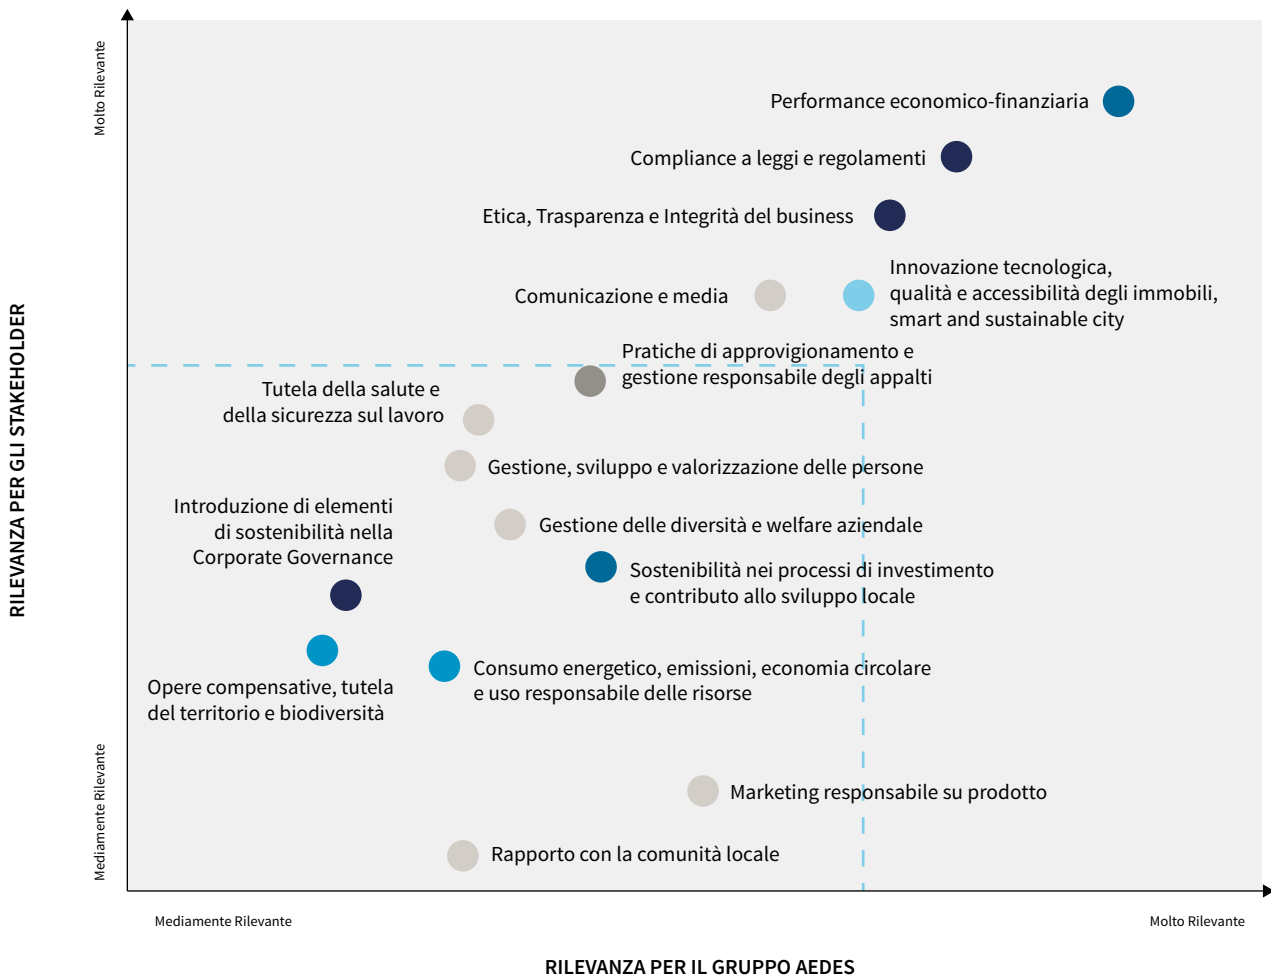 Molto Rilevante
Performance economico-finanziaria
Compliance a leggi e regolamenti
Etica, Trasparenza e Integrità del business
Innovazione tecnologica,
qualità e accessibilità degli immobili,
smart and sustainable city
Comunicazione e media
Pratiche di approvigionamento e
gestione responsabile degli appalti
Tutela della salute e
della sicurezza sul lavoro
Gestione, sviluppo e valorizzazione delle persone
Introduzione di elementi
di sostenibilità nella
Corporate Governance
Gestione delle diversità e welfare aziendale
Sostenibilità nei processi di investimento
e contributo allo sviluppo locale
Consumo energetico, emissioni, economia circolare
e uso responsabile delle risorse
Opere compensative, tutela
del territorio e biodiversità
Marketing responsabile su prodotto
Rapporto con la comunità locale
RILEVANZA PER GLI STAKEHOLDER
Mediamente Rilevante
Mediamente Rilevante
Molto Rilevante
RILEVANZA PER IL GRUPPO AEDES